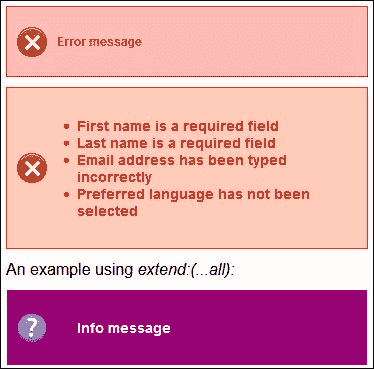 Error message
First name is a required field
Last name is a required field
Email address has been typed
incorrectly
Preferred language has not been
selected
An example using extend:(...all):
? Info message